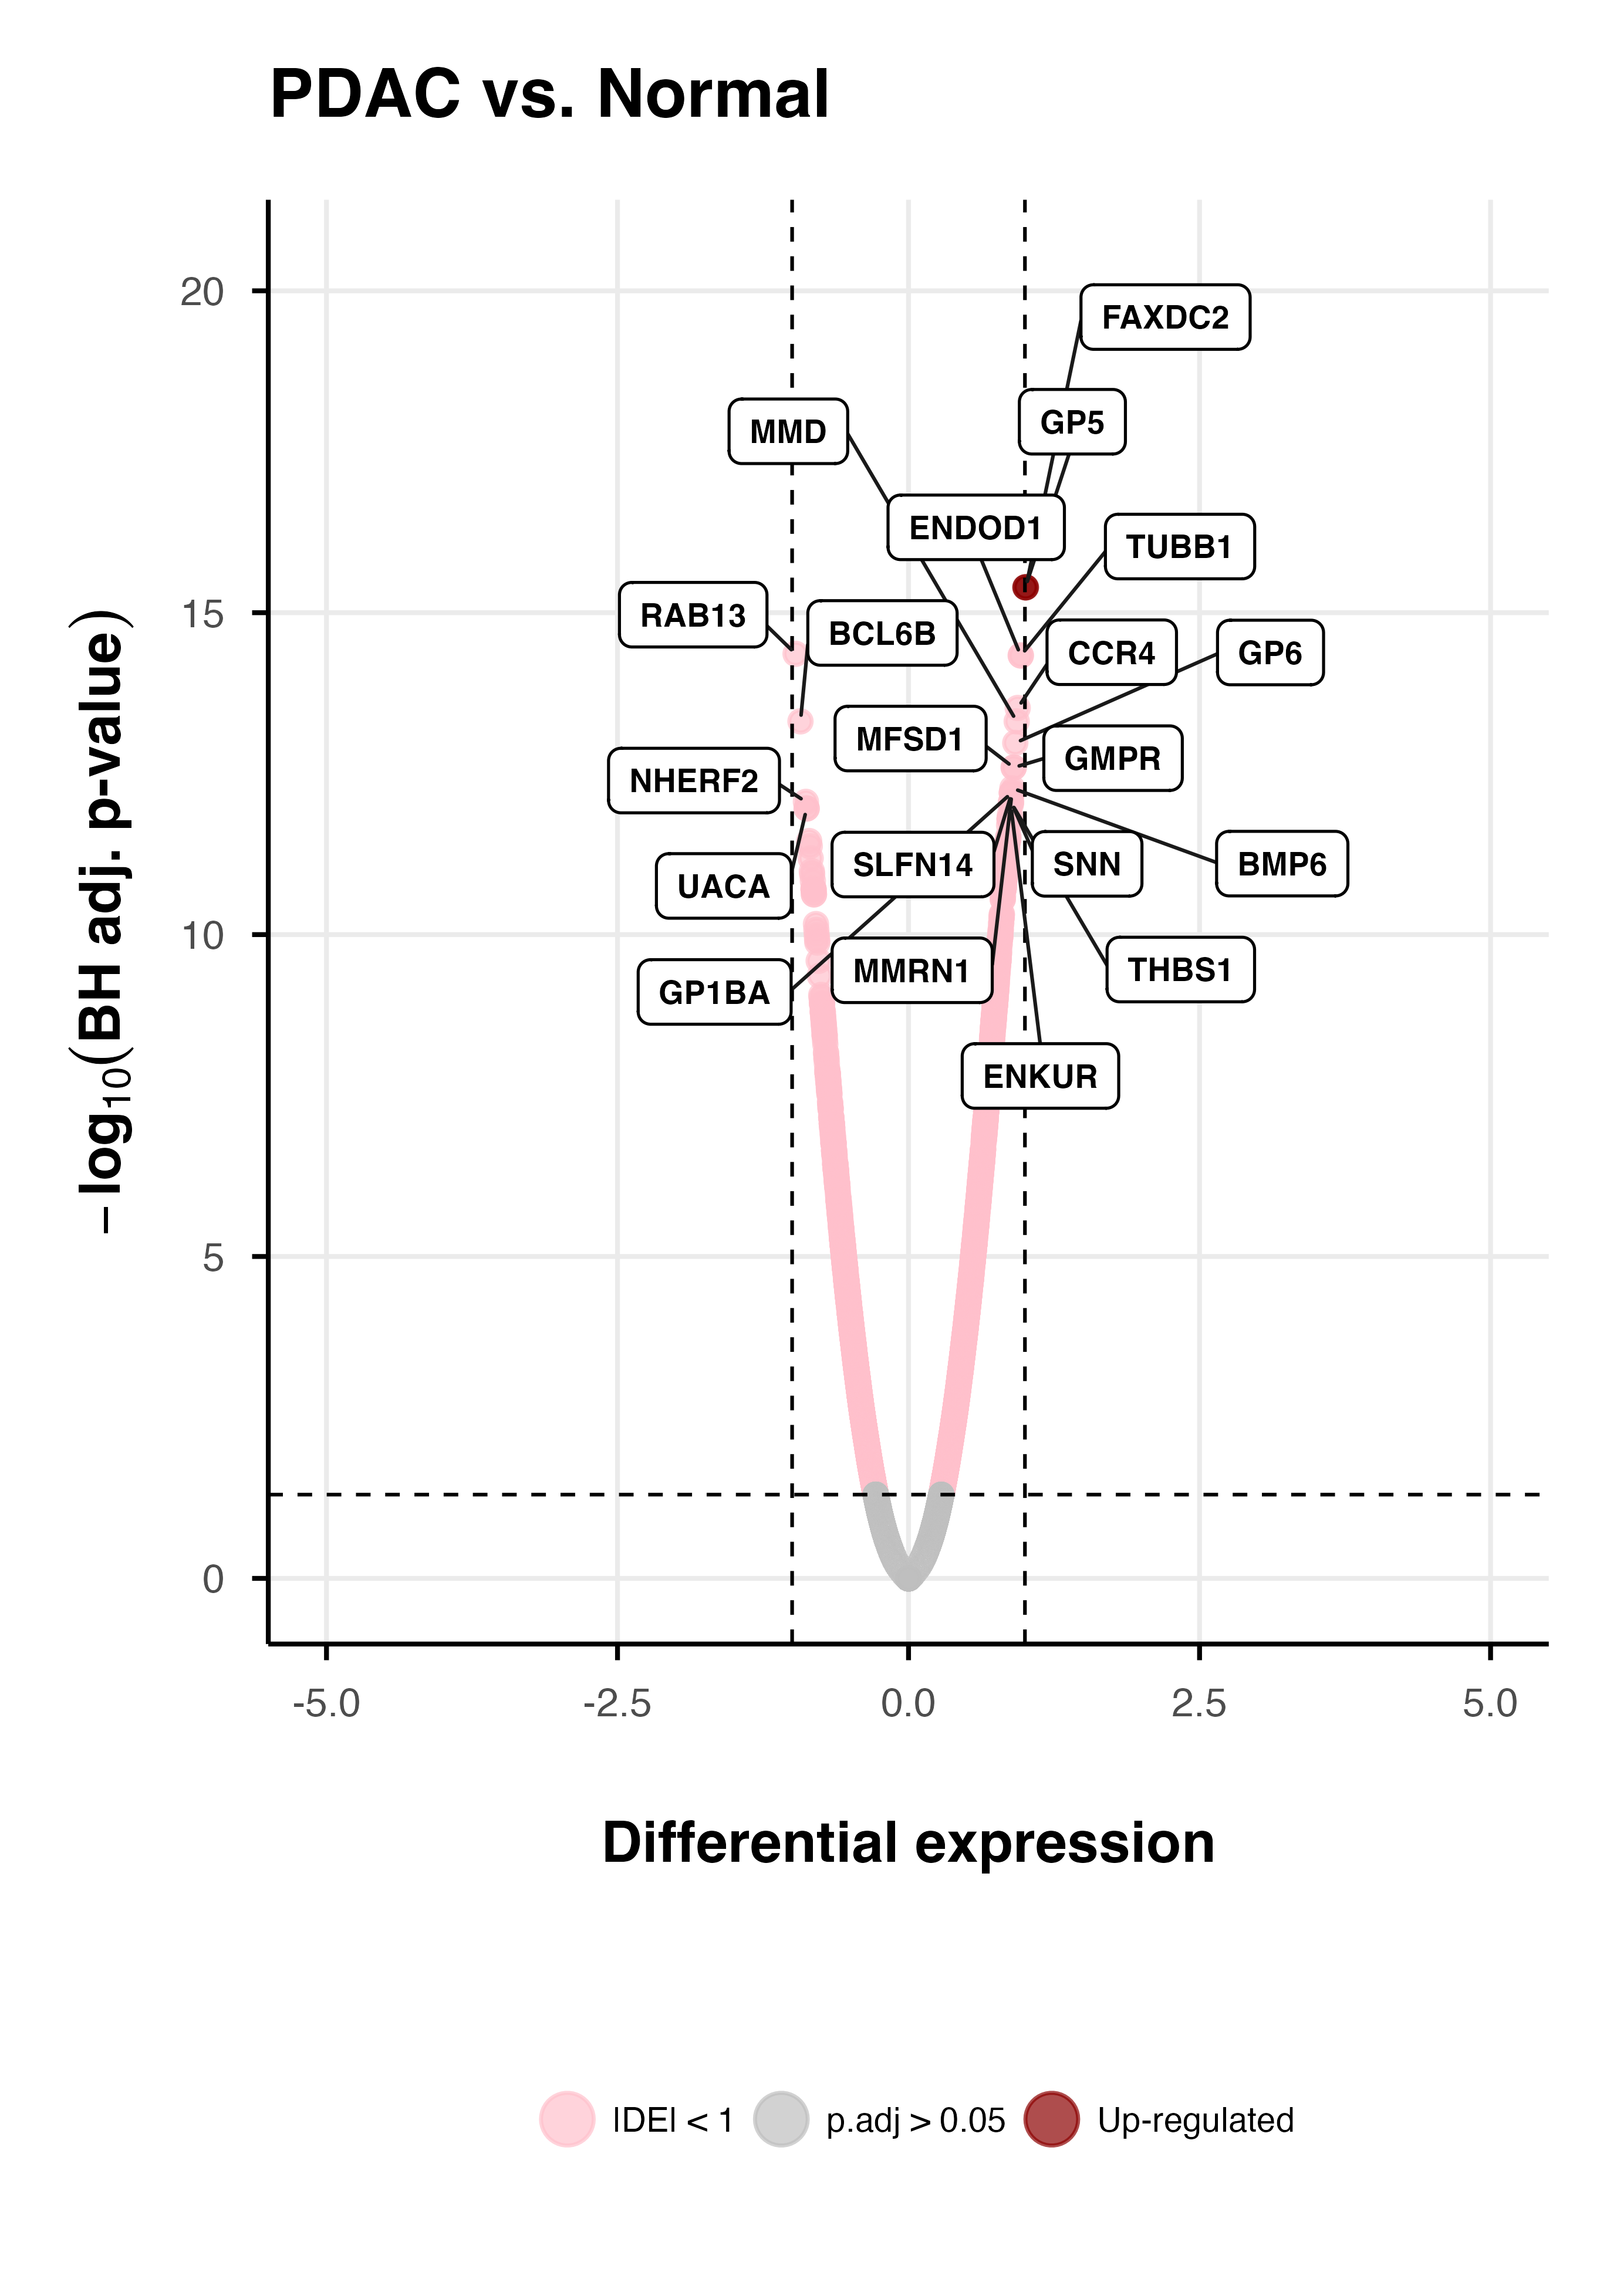 PDAC vs. Normal
20
15
10
5
0
− log10(BH adj. p-value)
FAXDC2
GP5
MMD
ENDOD1
TUBB1
RAB13
BCL6B
CCR4
GP6
MFSD1
GMPR
NHERF2
SLFN14
SNN
BMP6
UACA
MMRN1
THBS1
GP1BA
ENKUR
-5.0 -2.5 0.0 2.5 5.0
Differential expression
|DE| < 1 p.adj > 0.05 Up-regulated